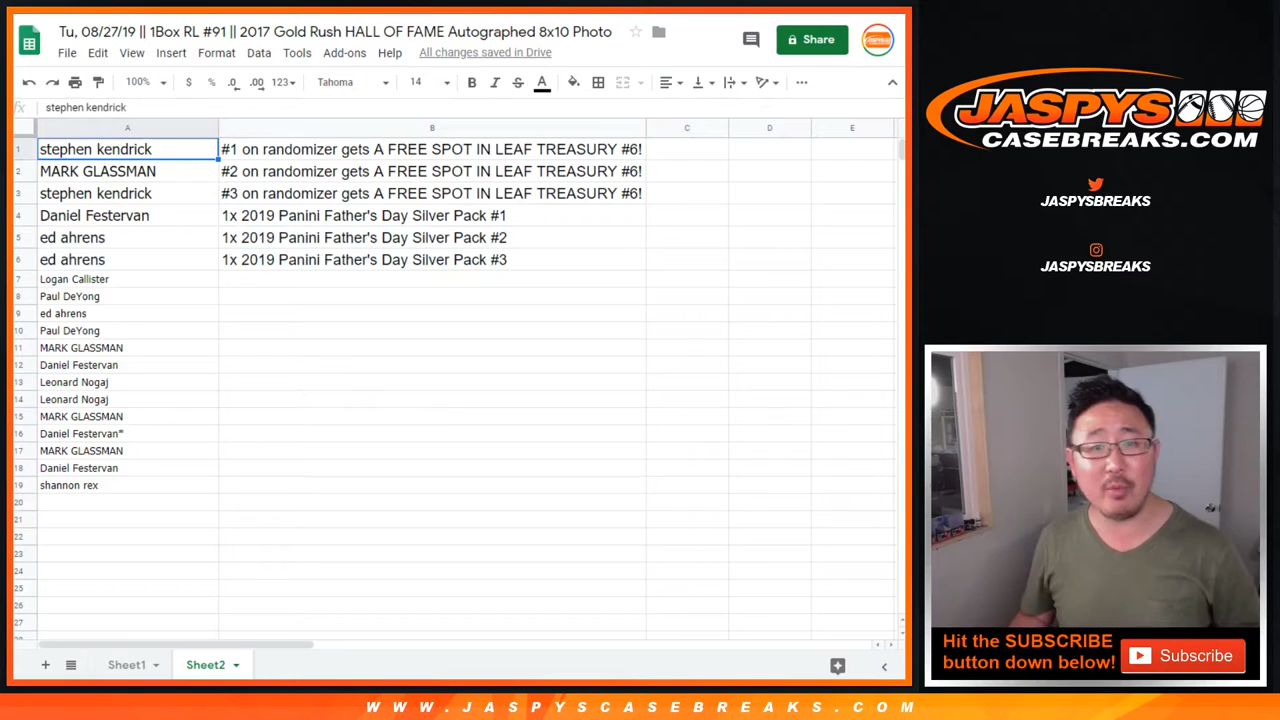 Tu, 08/27/19 || 1Box RL #91 || 2017 Gold Rush HALL OF FAME Autographed 8x10 Photo
File Edit View Insert Format Data Tools Add-ons Help All changes saved in Drive
Share
100% $ % .0 .00 123 Tahoma 14 B I S A
fx stephen kendrick
A B C D E
1 stephen kendrick #1 on randomizer gets A FREE SPOT IN LEAF TREASURY #6!
2 MARK GLASSMAN #2 on randomizer gets A FREE SPOT IN LEAF TREASURY #6!
3 stephen kendrick #3 on randomizer gets A FREE SPOT IN LEAF TREASURY #6!
4 Daniel Festervan 1x 2019 Panini Father's Day Silver Pack #1
5 ed ahrens 1x 2019 Panini Father's Day Silver Pack #2
6 ed ahrens 1x 2019 Panini Father's Day Silver Pack #3
7 Logan Callister
8 Paul DeYong
9 ed ahrens
10 Paul DeYong
11 MARK GLASSMAN
12 Daniel Festervan
13 Leonard Nogaj
14 Leonard Nogaj
15 MARK GLASSMAN
16 Daniel Festervan*
17 MARK GLASSMAN
18 Daniel Festervan
19 shannon rex
20
21
22
23
24
25
26
27
Sheet1 Sheet2
JASPYS
CASEBREAKS.COM
JASPYSBREAKS
JASPYSBREAKS
Hit the SUBSCRIBE
button down below!
Subscribe
WWW.JASPYSCASEBREAKS.COM